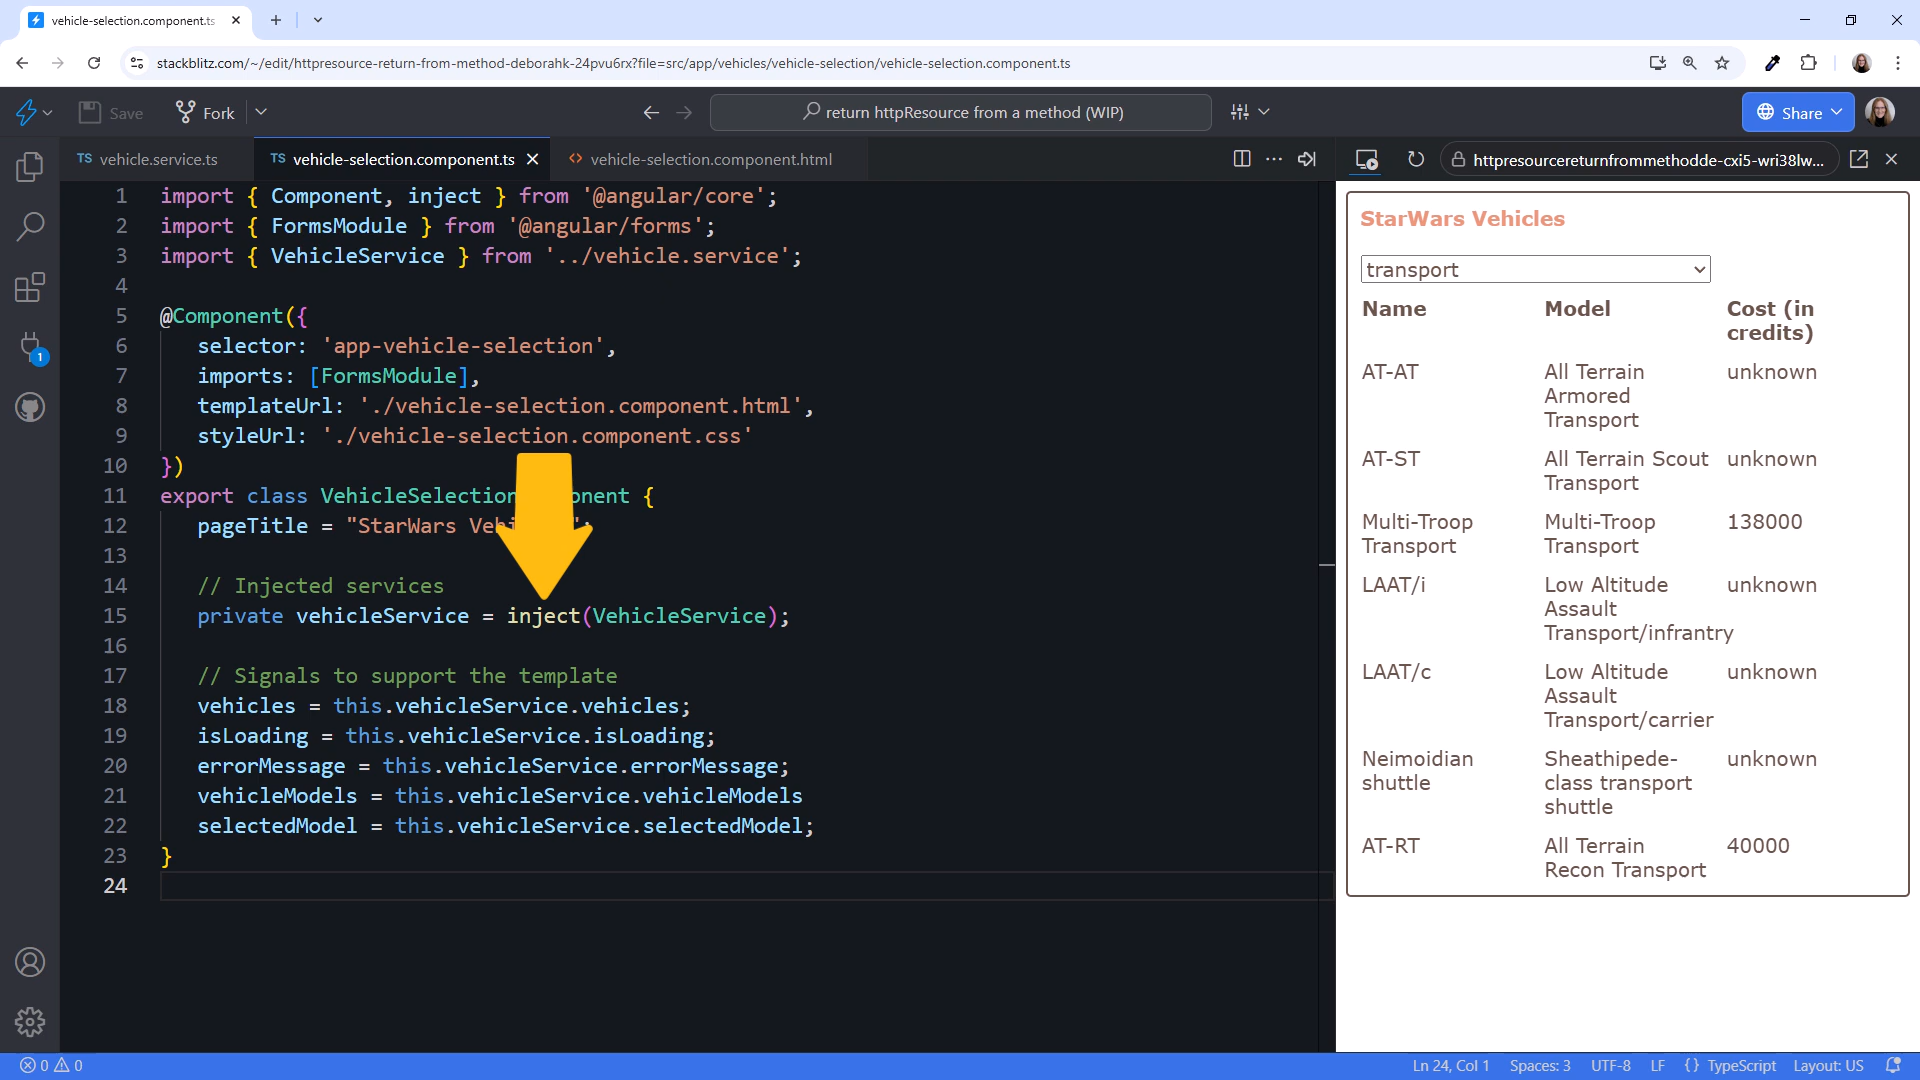 vehicle-selection.component.ts
stackblitz.com/~/edit/httpresource-return-from-method-deborahk-24pvu6rx?file=src/app/vehicles/vehicle-selection/vehicle-selection.component.ts
Save
Fork
return httpResource from a method (WIP)
Share
TS vehicle.service.ts
TS vehicle-selection.component.ts
<> vehicle-selection.component.html
httpresourcereturnfrommethodde-cxi5-wri38lw...
1 import { Component, inject } from '@angular/core';
2 import { FormsModule } from '@angular/forms';
3 import { VehicleService } from '../vehicle.service';
4
5 @Component({
6 selector: 'app-vehicle-selection',
7 imports: [FormsModule],
8 templateUrl: './vehicle-selection.component.html',
9 styleUrl: './vehicle-selection.component.css'
10 })
11 export class VehicleSelection onent {
12 pageTitle = "StarWars Veh ";
13
14 // Injected services
15 private vehicleService = inject(VehicleService);
16
17 // Signals to support the template
18 vehicles = this.vehicleService.vehicles;
19 isLoading = this.vehicleService.isLoading;
20 errorMessage = this.vehicleService.errorMessage;
21 vehicleModels = this.vehicleService.vehicleModels
22 selectedModel = this.vehicleService.selectedModel;
23 }
24
1
StarWars Vehicles
transport
Name Model Cost (in
credits)
AT-AT All Terrain unknown
Armored
Transport
AT-ST All Terrain Scout unknown
Transport
Multi-Troop Multi-Troop 138000
Transport Transport
LAAT/i Low Altitude unknown
Assault
Transport/infrantry
LAAT/c Low Altitude unknown
Assault
Transport/carrier
Neimoidian Sheathipede- unknown
shuttle class transport
shuttle
AT-RT All Terrain 40000
Recon Transport
0 0
Ln 24, Col 1 Spaces: 3 UTF-8 LF {} TypeScript Layout: US